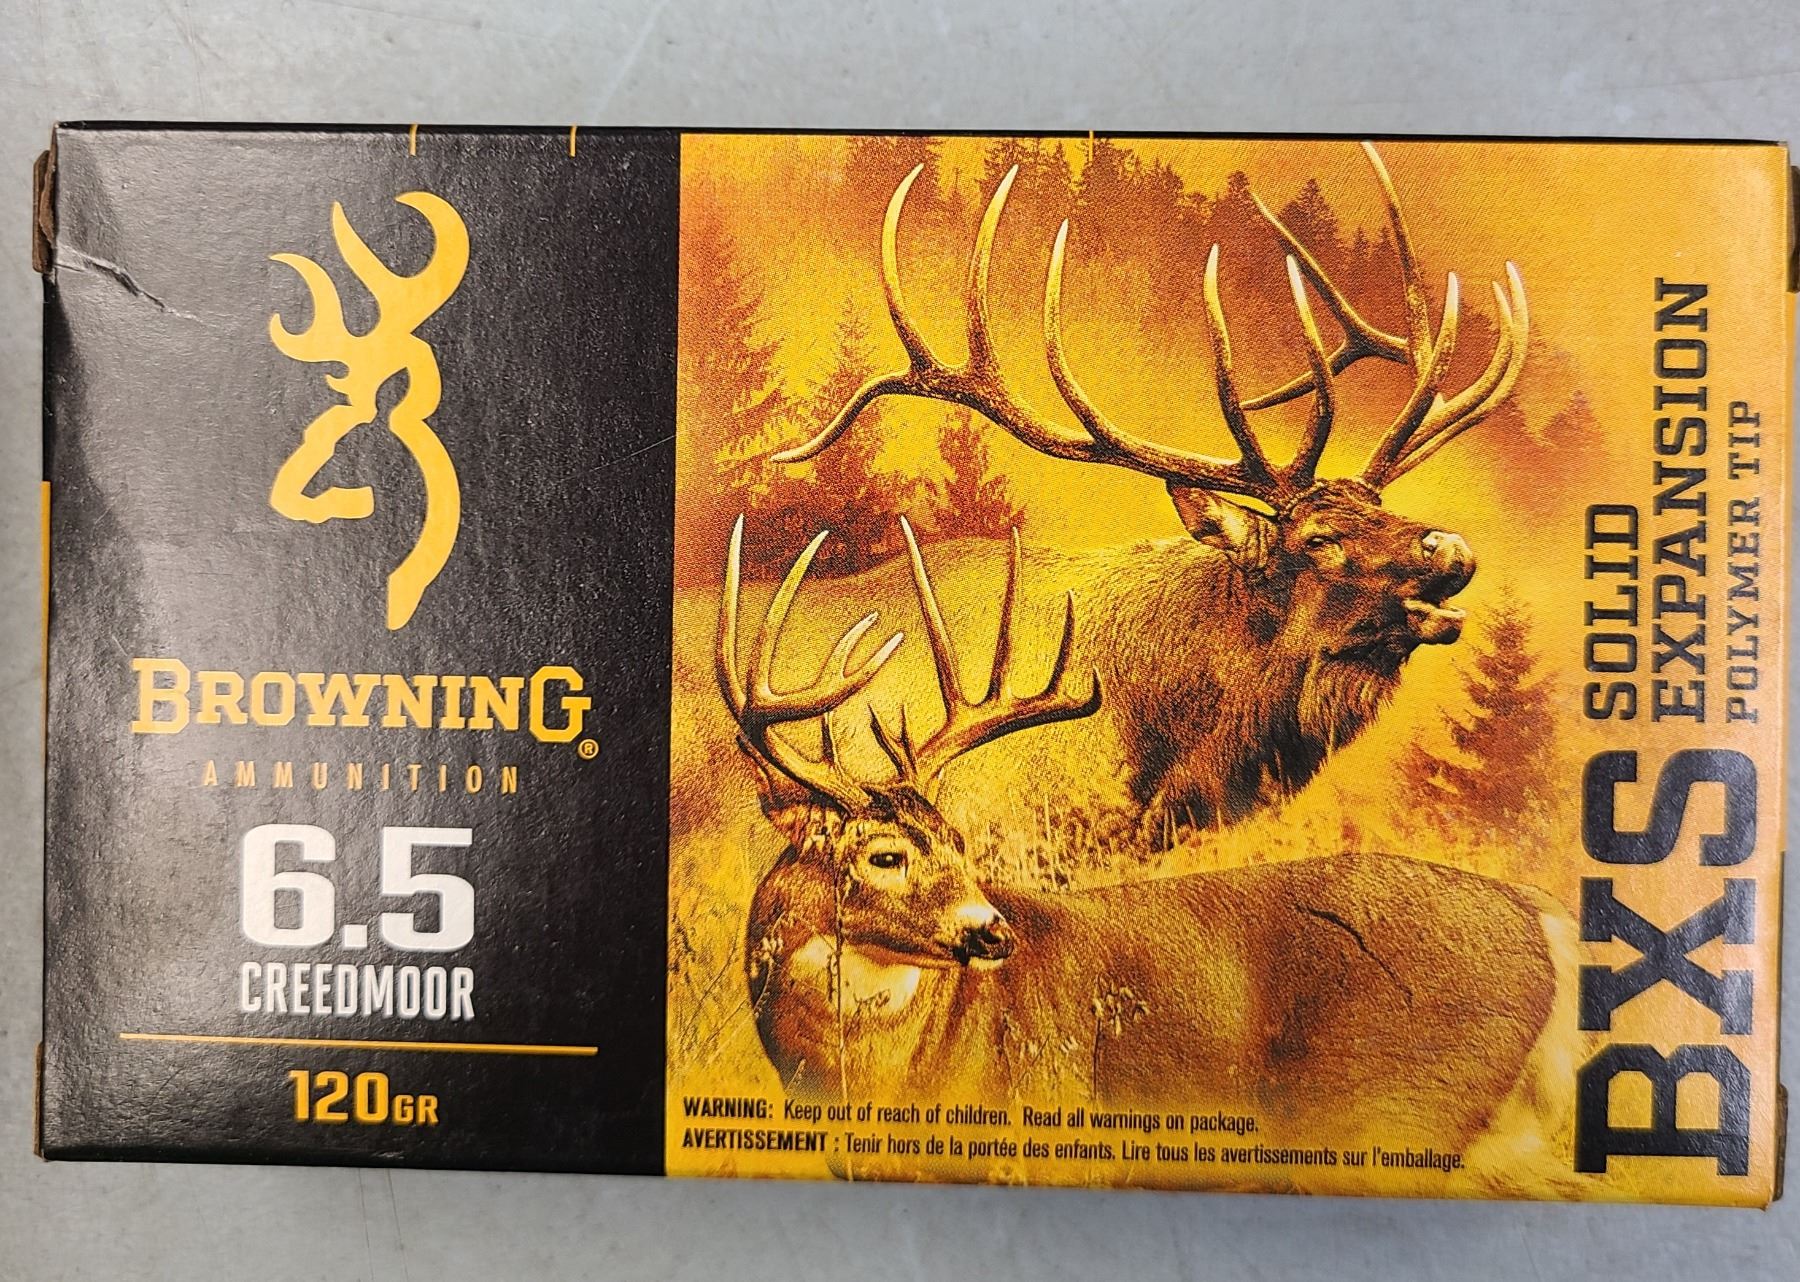 BROWNING®
AMMUNITION
6.5
CREEDMOOR
120GR
WARNING: Keep out of reach of children. Read all warnings on package.
AVERTISSEMENT : Tenir hors de la portée des enfants. Lire tous les avertissements sur l'emballage.
BXS
SOLID
EXPANSION
POLYMER TIP